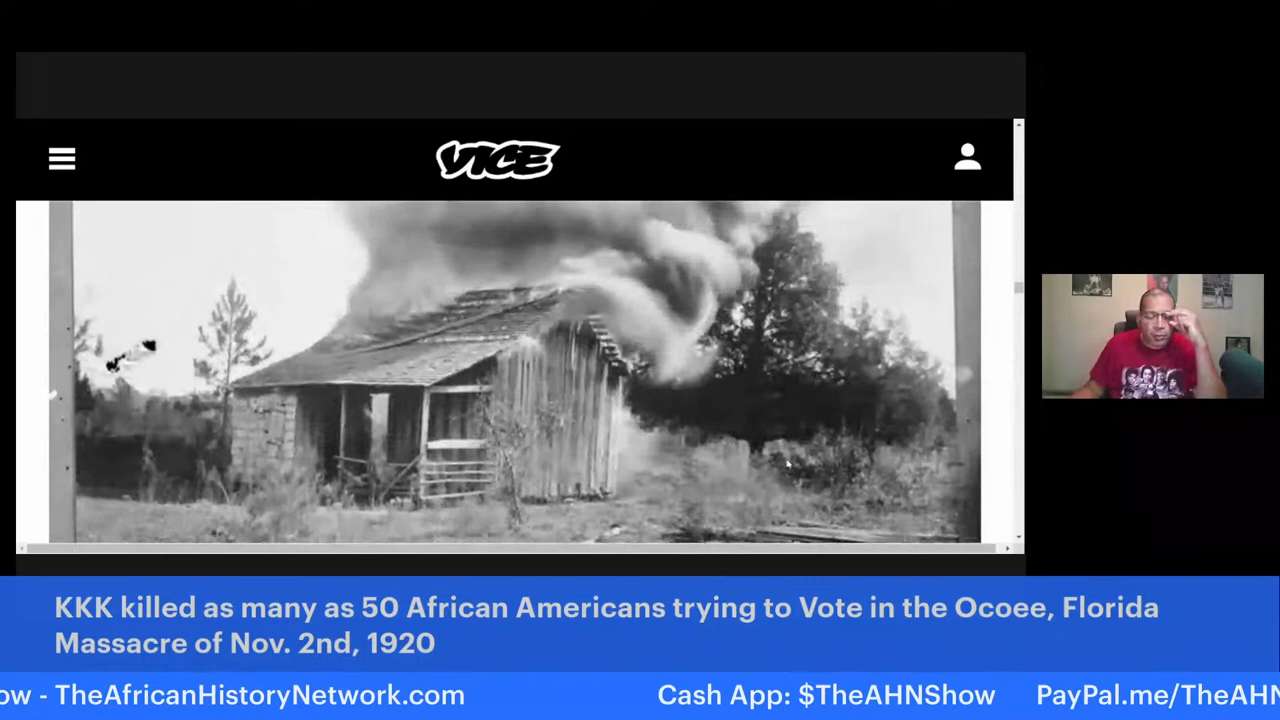 VICE
KKK killed as many as 50 African Americans trying to Vote in the Ocoee, Florida
Massacre of Nov. 2nd, 1920
ow - TheAfricanHistoryNetwork.com
Cash App: $TheAHNShow
PayPal.me/TheAHN